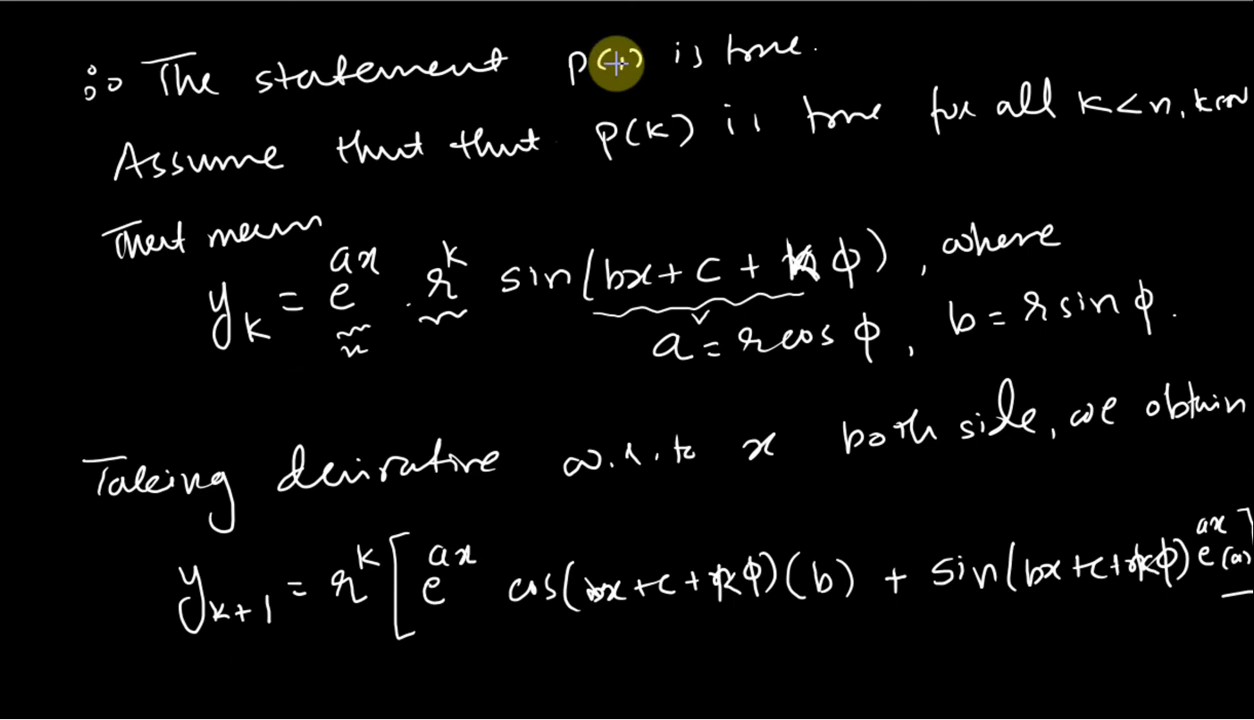 ∴ The statement P(1) is true.
Assume that that P(k) is true for all k<n, k∈N
That means
y_k = e^{ax} . r^k sin(bx + c + kφ), where
a = r cos φ, b = r sin φ.
Taking derivative w.r. to x both side, we obtain
y_{k+1} = r^k [ e^{ax} cos(bx + c + kφ)(b) + sin(bx + c + kφ) e^{ax} (a) ]